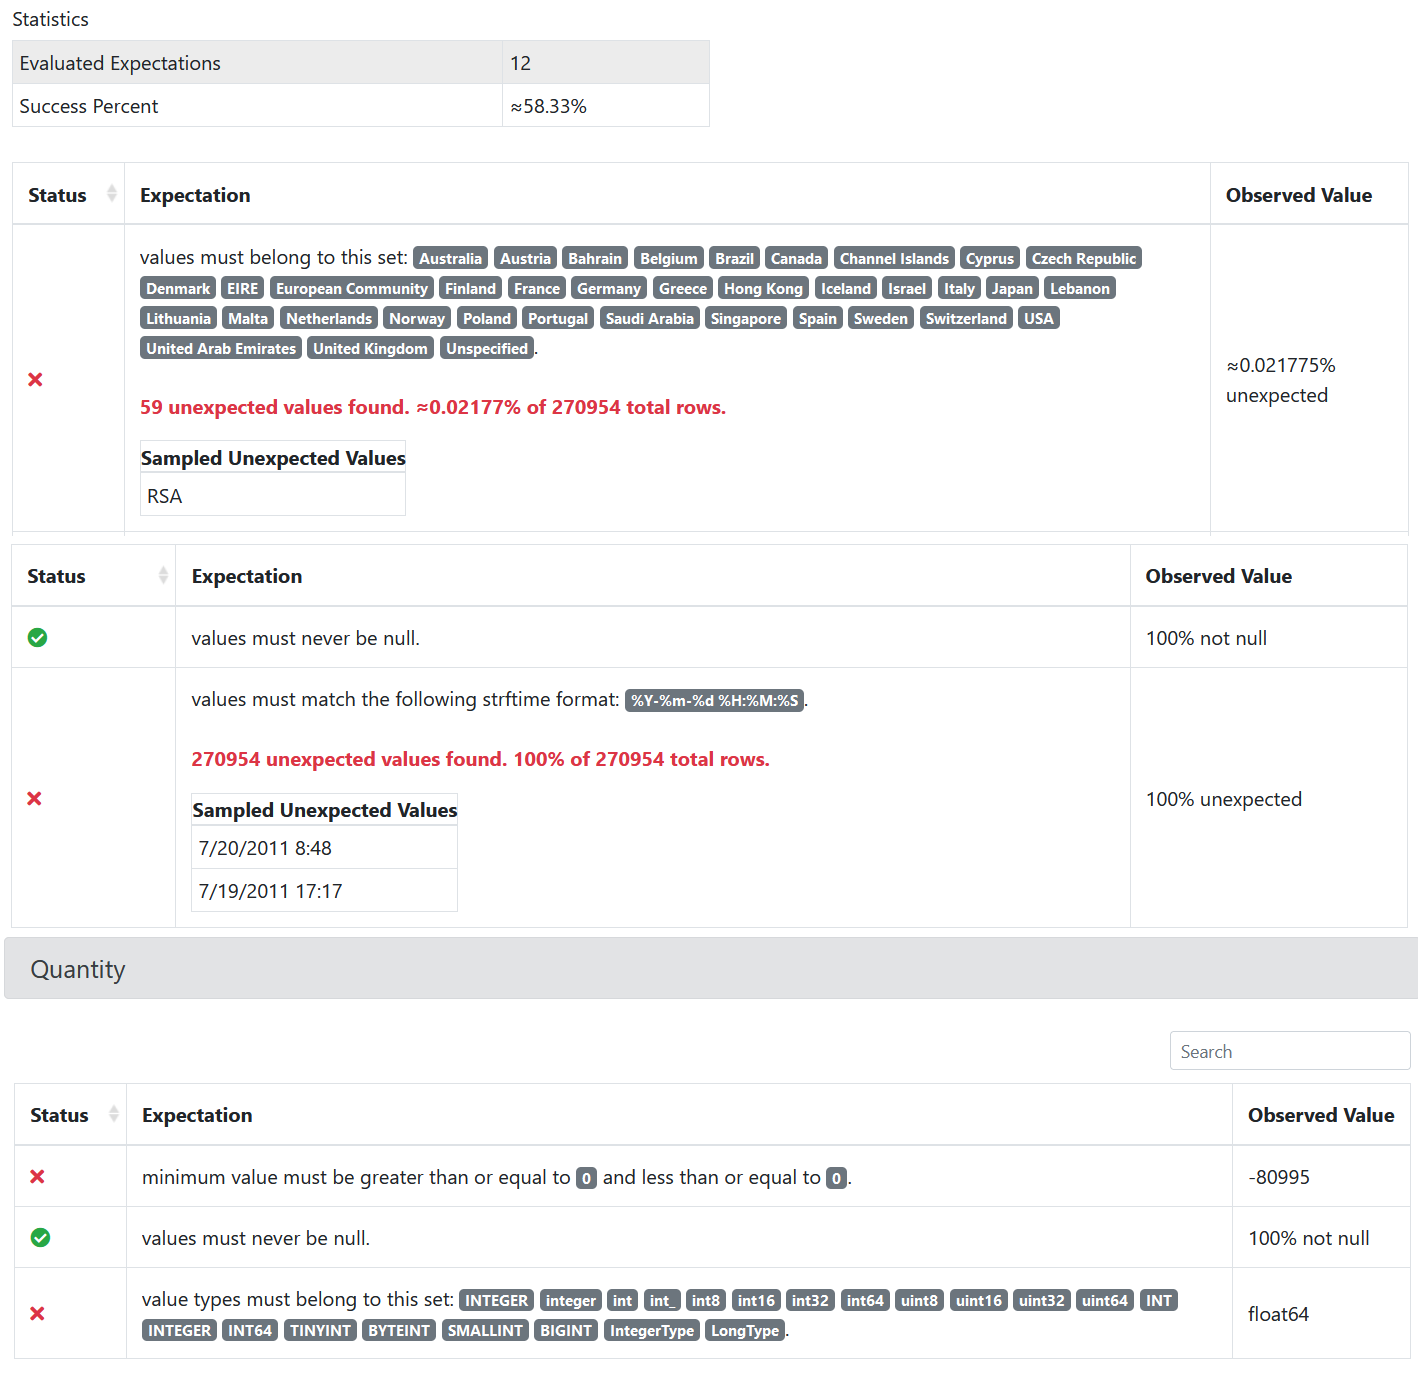 Statistics
Evaluated Expectations 12
Success Percent ≈58.33%
Status Expectation Observed Value
values must belong to this set: Australia Austria Bahrain Belgium Brazil Canada Channel Islands Cyprus Czech Republic
Denmark EIRE European Community Finland France Germany Greece Hong Kong Iceland Israel Italy Japan Lebanon
Lithuania Malta Netherlands Norway Poland Portugal Saudi Arabia Singapore Spain Sweden Switzerland USA
United Arab Emirates United Kingdom Unspecified.
59 unexpected values found. ≈0.02177% of 270954 total rows.
Sampled Unexpected Values
RSA
≈0.021775%
unexpected
Status Expectation Observed Value
values must never be null. 100% not null
values must match the following strftime format: %Y-%m-%d %H:%M:%S.
270954 unexpected values found. 100% of 270954 total rows.
Sampled Unexpected Values
7/20/2011 8:48
7/19/2011 17:17
100% unexpected
Quantity
Search
Status Expectation Observed Value
minimum value must be greater than or equal to 0 and less than or equal to 0. -80995
values must never be null. 100% not null
value types must belong to this set: INTEGER integer int int_ int8 int16 int32 int64 uint8 uint16 uint32 uint64 INT
INTEGER INT64 TINYINT BYTEINT SMALLINT BIGINT IntegerType LongType.
float64